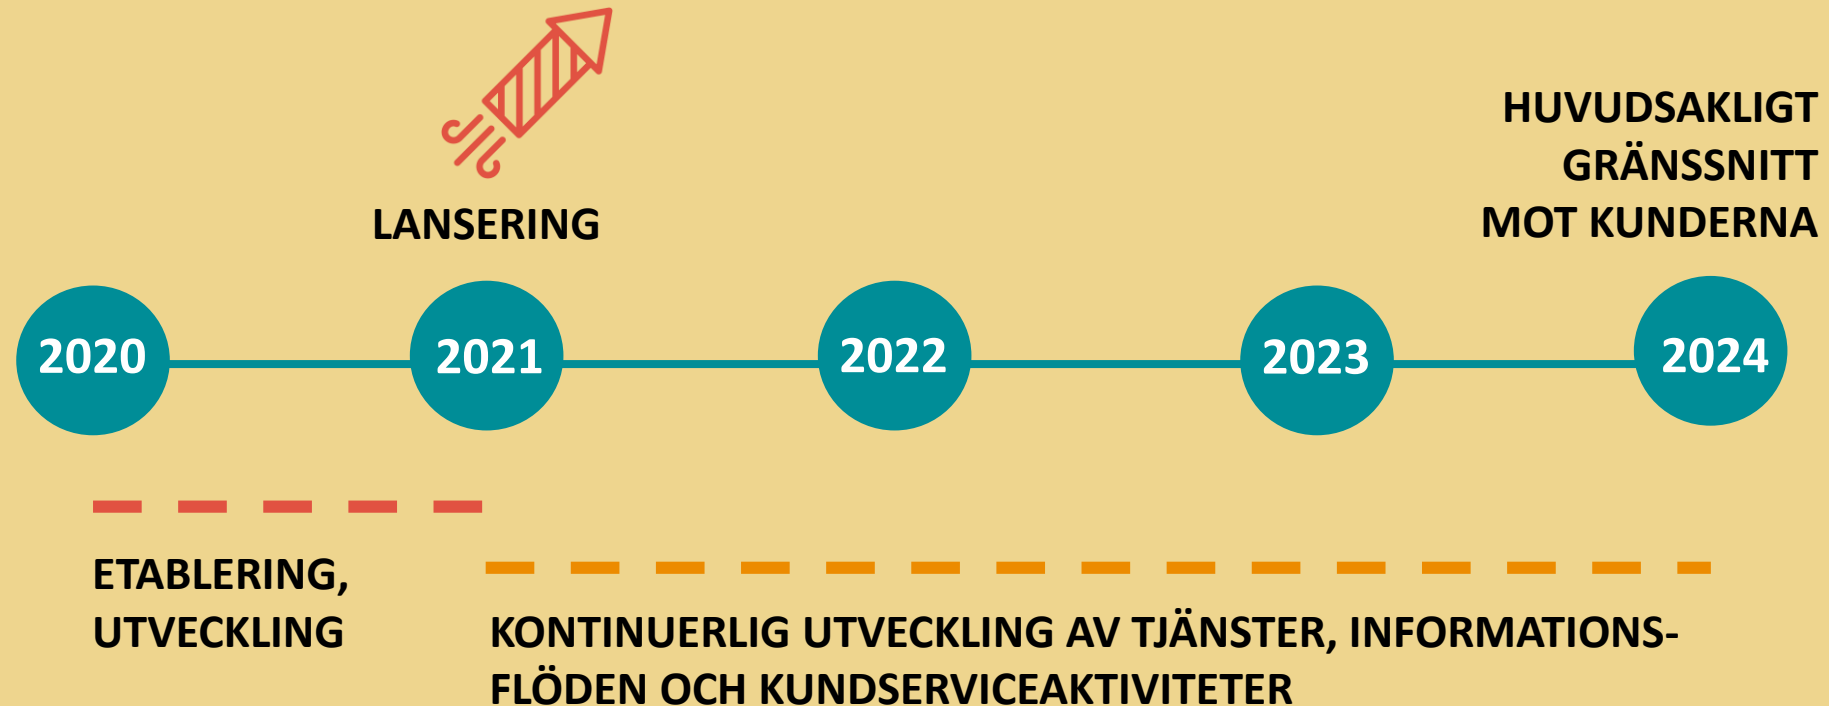 LANSERING
HUVUDSAKLIGT
GRÄNSSNITT
MOT KUNDERNA
2020
2021
2022
2023
2024
ETABLERING,
UTVECKLING
KONTINUERLIG UTVECKLING AV TJÄNSTER, INFORMATIONS-
FLÖDEN OCH KUNDSERVICEAKTIVITETER